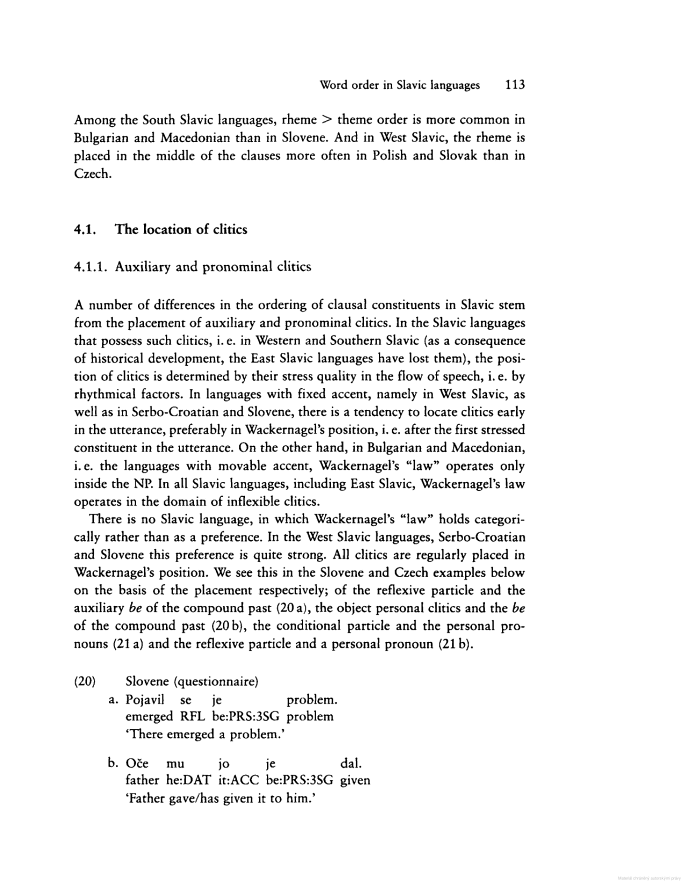 Word order in Slavic languages 113
Among the South Slavic languages, rheme > theme order is more common in
Bulgarian and Macedonian than in Slovene. And in West Slavic, the rheme is
placed in the middle of the clauses more often in Polish and Slovak than in
Czech.
4.1. The location of clitics
4.1.1. Auxiliary and pronominal clitics
A number of differences in the ordering of clausal constituents in Slavic stem
from the placement of auxiliary and pronominal clitics. In the Slavic languages
that possess such clitics, i. e. in Western and Southern Slavic (as a consequence
of historical development, the East Slavic languages have lost them), the posi-
tion of clitics is determined by their stress quality in the flow of speech, i. e. by
rhythmical factors. In languages with fixed accent, namely in West Slavic, as
well as in Serbo-Croatian and Slovene, there is a tendency to locate clitics early
in the utterance, preferably in Wackernagel's position, i. e. after the first stressed
constituent in the utterance. On the other hand, in Bulgarian and Macedonian,
i. e. the languages with movable accent, Wackernagel's “law” operates only
inside the NP. In all Slavic languages, including East Slavic, Wackernagel's law
operates in the domain of inflexible clitics.
There is no Slavic language, in which Wackernagel's “law” holds categori-
cally rather than as a preference. In the West Slavic languages, Serbo-Croatian
and Slovene this preference is quite strong. All clitics are regularly placed in
Wackernagel's position. We see this in the Slovene and Czech examples below
on the basis of the placement respectively; of the reflexive particle and the
auxiliary be of the compound past (20 a), the object personal clitics and the be
of the compound past (20 b), the conditional particle and the personal pro-
nouns (21 a) and the reflexive particle and a personal pronoun (21 b).
(20) Slovene (questionnaire)
a. Pojavil se je problem.
emerged RFL be:PRS:3SG problem
‘There emerged a problem.’
b. Oče mu jo je dal.
father he:DAT it:ACC be:PRS:3SG given
‘Father gave/has given it to him.’